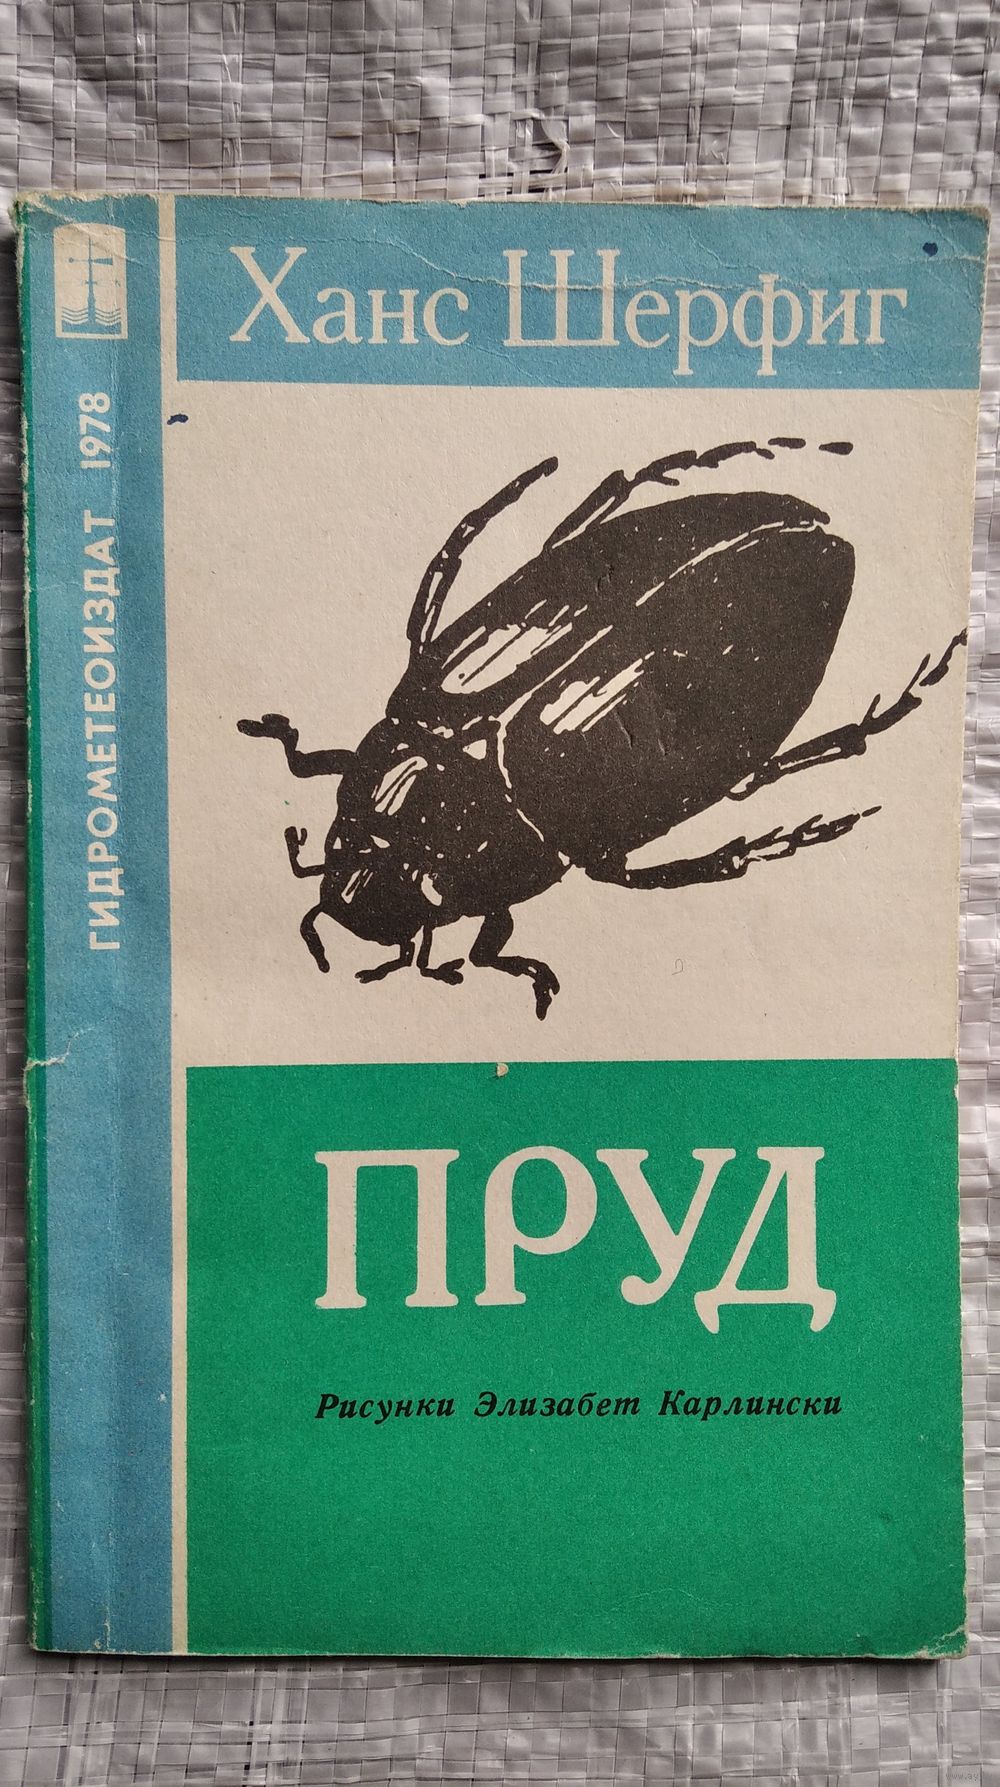 Ханс Шерфиг
ГИДРОМЕТЕОИЗДАТ 1978
ПРУД
Рисунки Элизабет Карлински